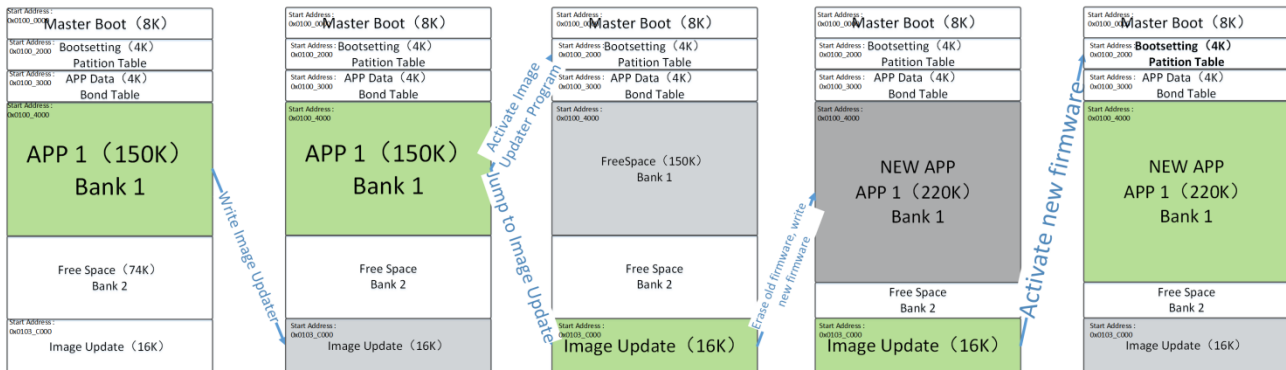 Start Address :
0x0100_0000
Master Boot（8K）
Start Address :
0x0100_2000
Bootsetting（4K）
Patition Table
Start Address :
0x0100_3000
APP Data（4K）
Bond Table
Start Address :
0x0100_4000
APP 1（150K）
Bank 1
Free Space（74K）
Bank 2
Start Address :
0x0103_C000
Image Update（16K）
Write Image Updater
Start Address :
0x0100_0000
Master Boot（8K）
Start Address :
0x0100_2000
Bootsetting（4K）
Patition Table
Start Address :
0x0100_3000
APP Data（4K）
Bond Table
Start Address :
0x0100_4000
APP 1（150K）
Bank 1
Free Space
Bank 2
Start Address :
0x0103_C000
Image Update（16K）
Activate Image
Updater Program
Jump to Image Update
Start Address :
0x0100_0000
Master Boot（8K）
Start Address :
0x0100_2000
Bootsetting（4K）
Patition Table
Start Address :
0x0100_3000
APP Data（4K）
Bond Table
Start Address :
0x0100_4000
FreeSpace（150K）
Bank 1
Free Space
Bank 2
Start Address :
0x0103_C000
Image Update（16K）
Erase old firmware, write
new firmware
Start Address :
0x0100_0000
Master Boot（8K）
Start Address :
0x0100_2000
Bootsetting（4K）
Patition Table
Start Address :
0x0100_3000
APP Data（4K）
Bond Table
Start Address :
0x0100_4000
NEW APP
APP 1（220K）
Bank 1
Free Space
Bank 2
Start Address :
0x0103_C000
Image Update（16K）
Activate new firmware
Start Address :
0x0100_0000
Master Boot（8K）
Start Address :
0x0100_2000
Bootsetting（4K）
Patition Table
Start Address :
0x0100_3000
APP Data（4K）
Bond Table
Start Address :
0x0100_4000
NEW APP
APP 1（220K）
Bank 1
Free Space
Bank 2
Start Address :
0x0103_C000
Image Update（16K）